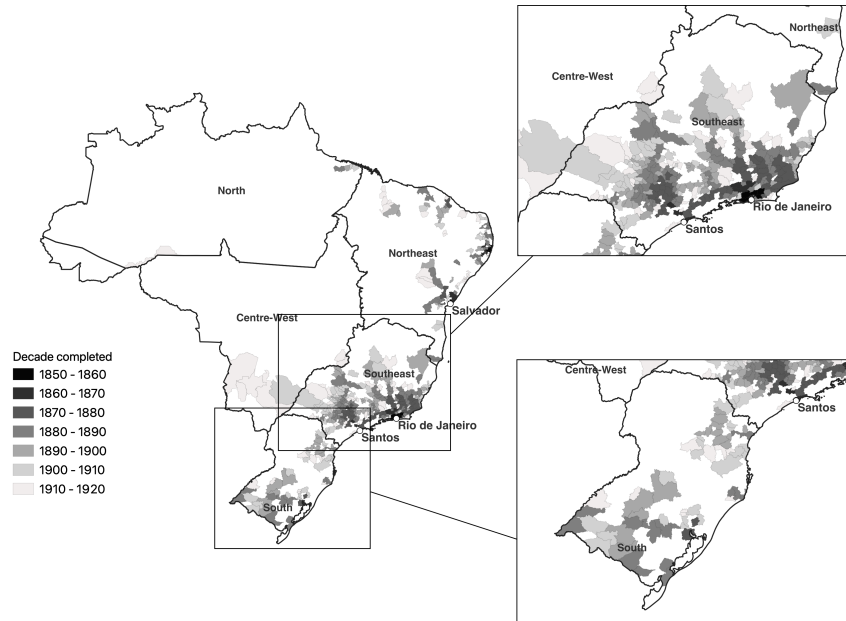 North
Northeast
Centre-West
Salvador
Southeast
Rio de Janeiro
Santos
South
Decade completed
1850 - 1860
1860 - 1870
1870 - 1880
1880 - 1890
1890 - 1900
1900 - 1910
1910 - 1920
Northeast
Centre-West
Southeast
Rio de Janeiro
Santos
Centre-West
Santos
South